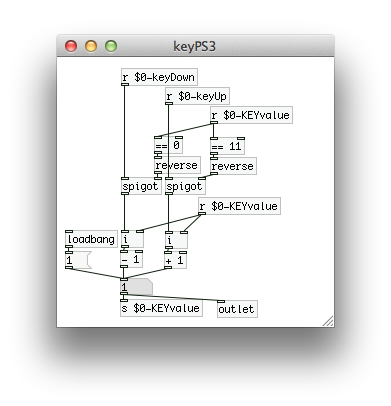 keyPS3
r $0-keyDown
r $0-keyUp
r $0-KEYvalue
== 0
== 11
reverse
reverse
spigot
spigot
r $0-KEYvalue
loadbang
i
i
1
- 1
+ 1
1
s $0-KEYvalue
outlet